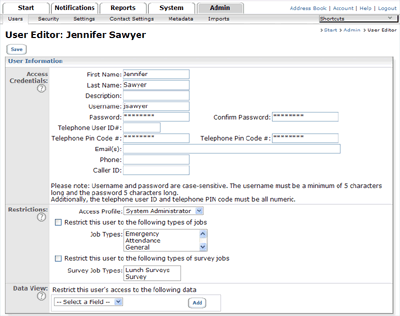 Start Notifications Reports System Admin
Address Book | Account | Help | Logout
Users Security Settings Contact Settings Metadata Imports Shortcuts
User Editor: Jennifer Sawyer
Start Admin User Editor
Save
User Information
Access Credentials:
First Name: Jennifer
Last Name: Sawyer
Description:
Username: jsawyer
Password: ******** Confirm Password: ********
Telephone User ID#:
Telephone Pin Code #: ******** Telephone Pin Code #: ********
Email(s):
Phone:
Caller ID:
Please note: Username and password are case-sensitive. The username must be a minimum of 5 characters
long and the password 5 characters long.
Additionally, the telephone user ID and telephone PIN code must be all numeric.
Restrictions:
Access Profile: System Administrator
Restrict this user to the following types of jobs
Job Types: Emergency
Attendance
General
Restrict this user to the following types of survey jobs
Survey Job Types: Lunch Surveys
Survey
Data View: Restrict this user's access to the following data
-- Select a Field -- Add